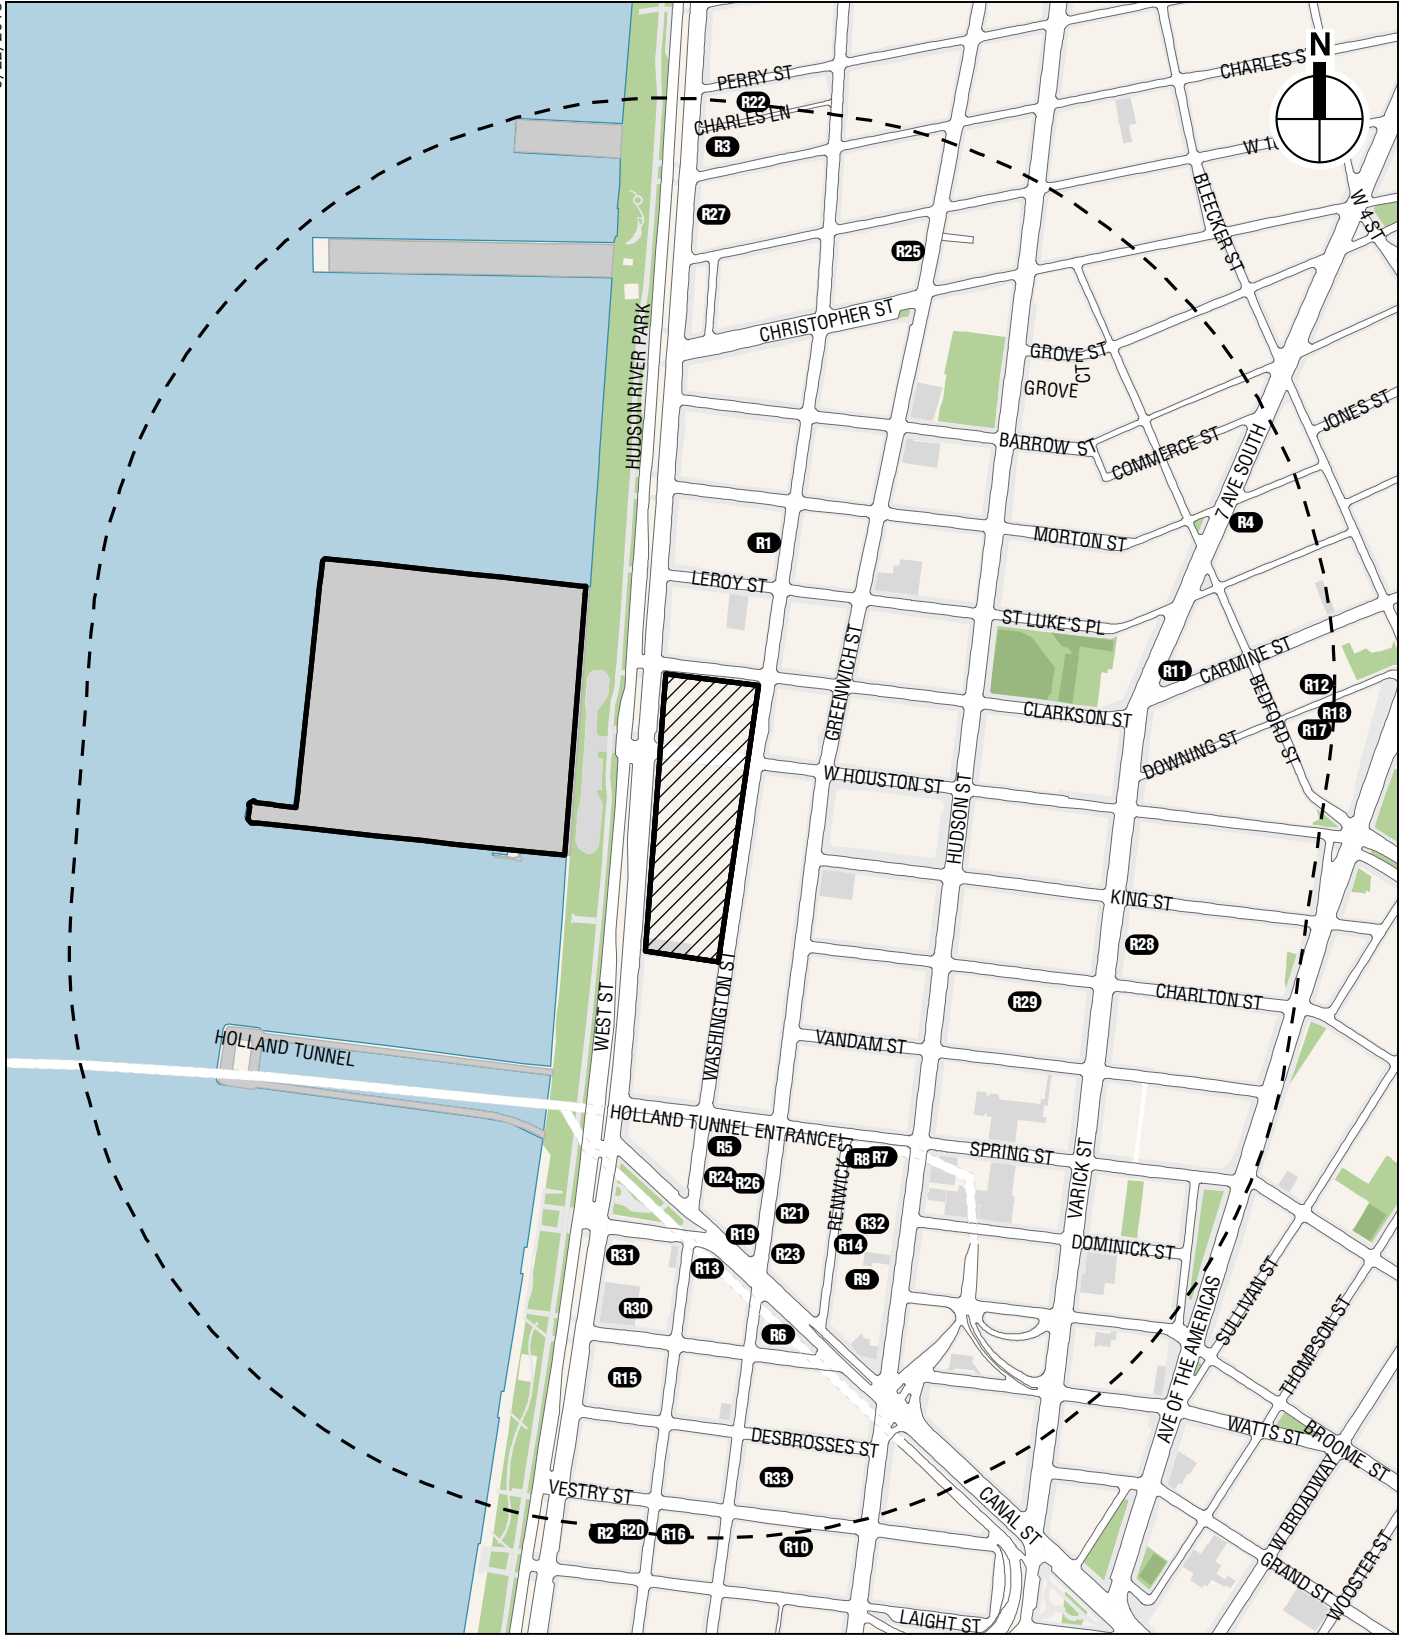 N
PERRY ST
CHARLES S
R22
CHARLES LN
R3
W 1
BLEECKER ST
W 4 ST
R27
R25
CHRISTOPHER ST
HUDSON RIVER PARK
GROVE ST
GROVE
CT
JONES ST
BARROW ST
COMMERCE ST
7 AVE SOUTH
R4
R1
MORTON ST
LEROY ST
ST LUKE'S PL
GREENWICH ST
R11
CARMINE ST
R12
BEDFORD ST
R18
R17
CLARKSON ST
DOWNING ST
W HOUSTON ST
HUDSON ST
KING ST
R28
WASHINGTON ST
WEST ST
R29
CHARLTON ST
HOLLAND TUNNEL
VANDAM ST
HOLLAND TUNNEL ENTRANCE
R5
RENWICK ST
R8
R7
SPRING ST
VARICK ST
R24
R26
R21
R32
R19
R14
DOMINICK ST
R31
R13
R23
R9
R30
R6
AVE OF THE AMERICAS
SULLIVAN ST
THOMPSON ST
R15
WATTS ST
BROOME ST
DESBROSSES ST
R33
VESTRY ST
CANAL ST
W BROADWAY
R2
R20
R16
R10
GRAND ST
WOOSTER ST
LAIGHT ST